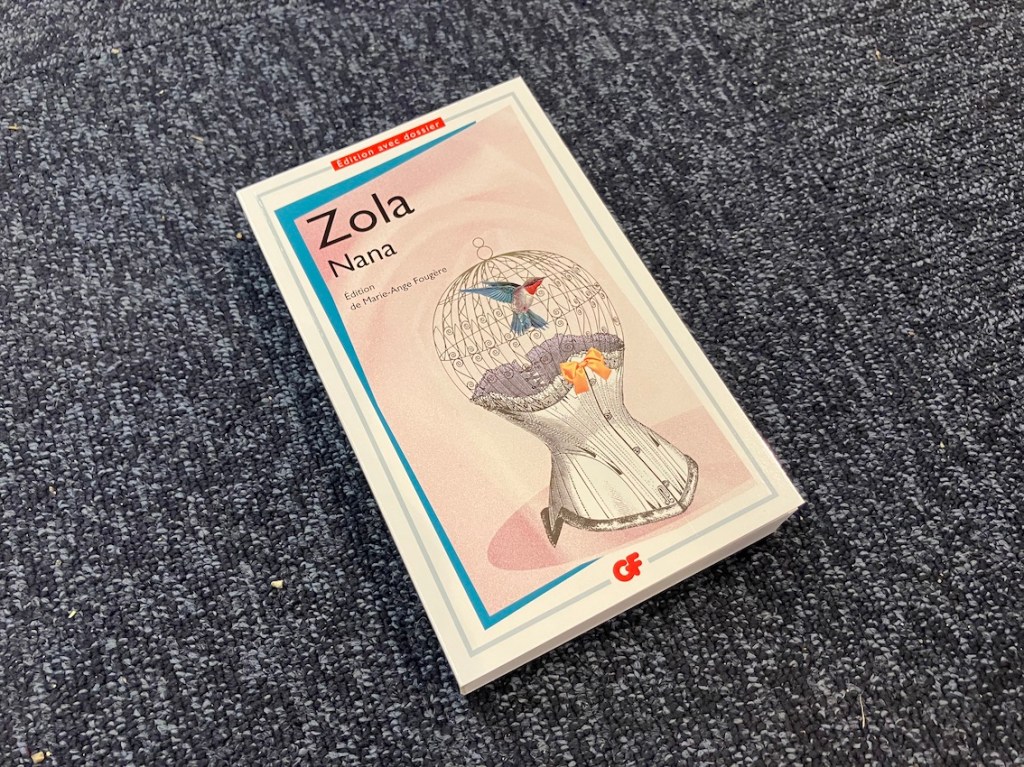 Édition avec dossier
Zola
Nana
Édition
de Marie-Ange Fougère
GF